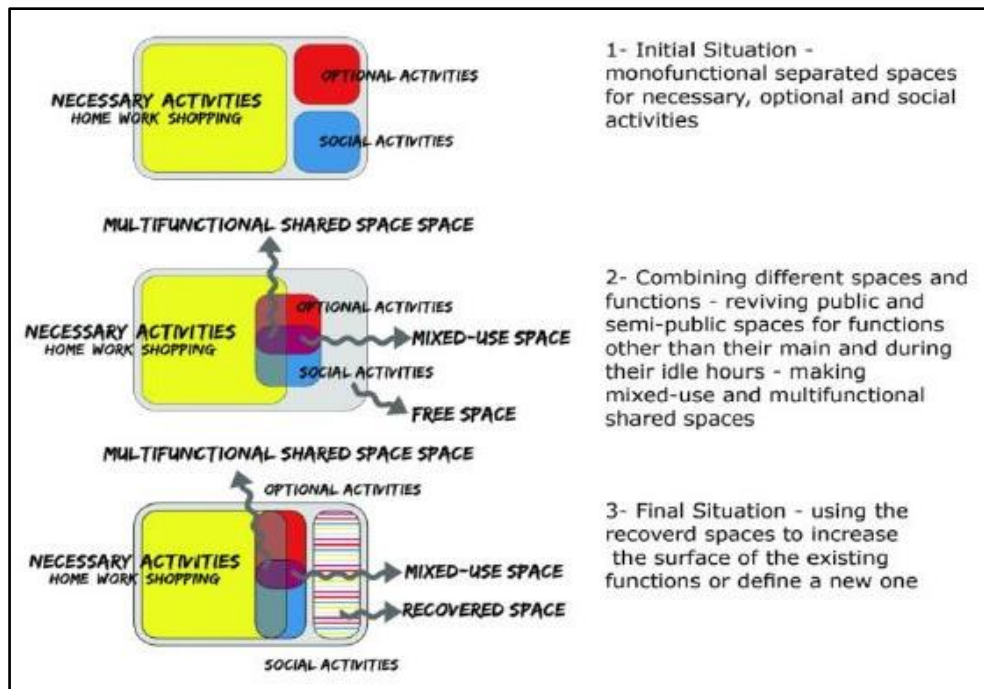 OPTIONAL ACTIVITIES
NECESSARY ACTIVITIES
HOME WORK SHOPPING
SOCIAL ACTIVITIES
1- Initial Situation -
monofunctional separated spaces
for necessary, optional and social
activities
MULTIFUNCTIONAL SHARED SPACE SPACE
OPTIONAL ACTIVITIES
NECESSARY ACTIVITIES
HOME WORK SHOPPING
MIXED-USE SPACE
SOCIAL ACTIVITIES
FREE SPACE
2- Combining different spaces and
functions - reviving public and
semi-public spaces for functions
other than their main and during
their idle hours - making
mixed-use and multifunctional
shared spaces
MULTIFUNCTIONAL SHARED SPACE SPACE
OPTIONAL ACTIVITIES
NECESSARY ACTIVITIES
HOME WORK SHOPPING
MIXED-USE SPACE
RECOVERED SPACE
SOCIAL ACTIVITIES
3- Final Situation - using the
recoverd spaces to increase
the surface of the existing
functions or define a new one